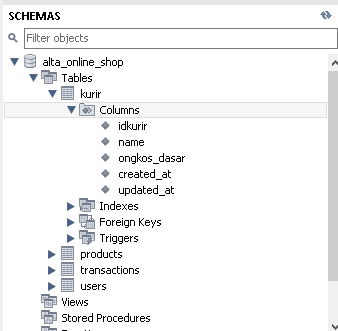 SCHEMAS
Filter objects
alta_online_shop
Tables
kurir
Columns
idkurir
name
ongkos_dasar
created_at
updated_at
Indexes
Foreign Keys
Triggers
products
transactions
users
Views
Stored Procedures